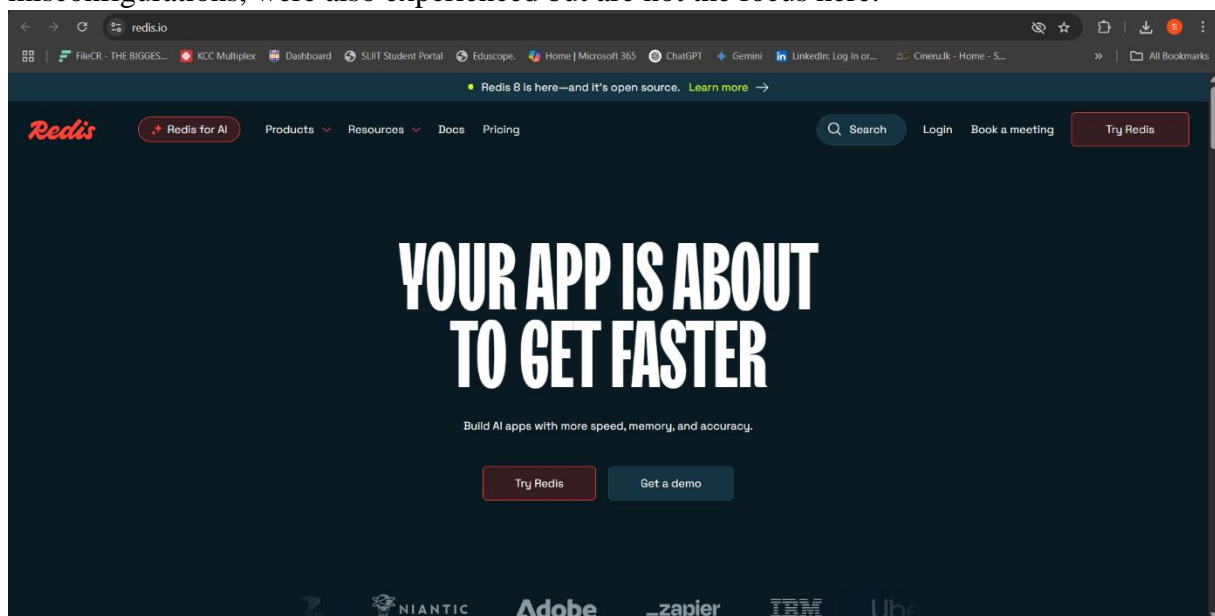 misconfigurations, were also experienced but are not the focus here.
redis.io
FileCR - THE BIGGES... KCC Multiplex Dashboard SLIIT Student Portal Eduscope. Home | Microsoft 365 ChatGPT Gemini LinkedIn: Log In or... Cineru.lk - Home - S... » All Bookmarks
Redis 8 is here—and it's open source. Learn more →
Redis Redis for AI Products Resources Docs Pricing Search Login Book a meeting Try Redis
YOUR APP IS ABOUT
TO GET FASTER
Build AI apps with more speed, memory, and accuracy.
Try Redis Get a demo
NIANTIC Adobe _zapier IBM Uber